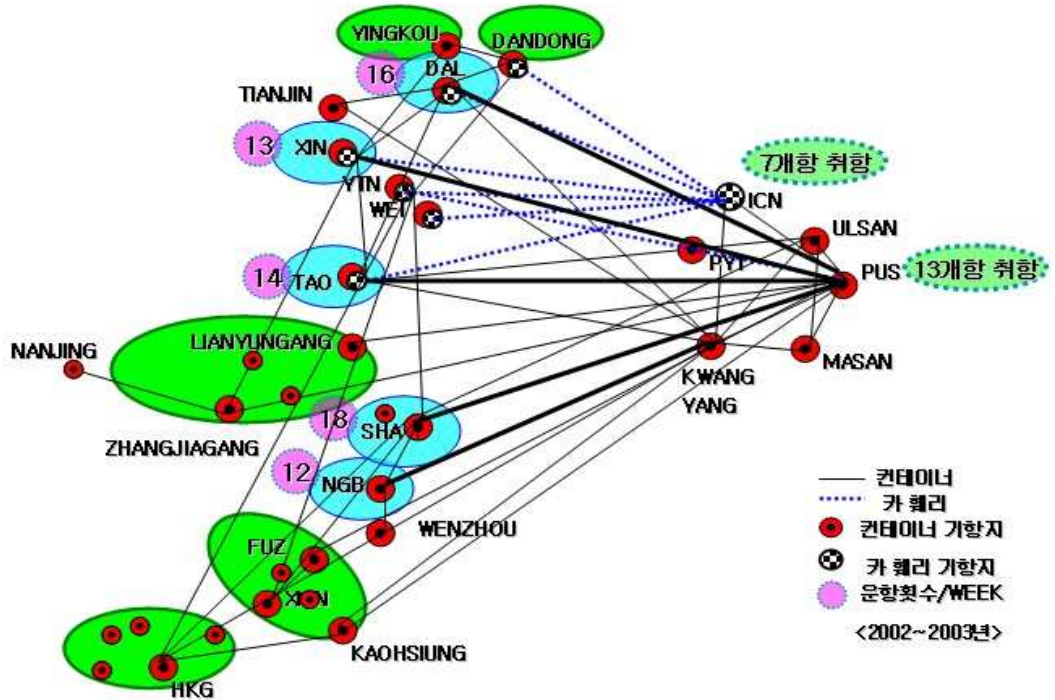 YINGKOU
DANDONG
16
DAL
TIANJIN
13
XIN
7개항 취항
YTN
ICN
WEI
ULSAN
PYT
PUS
13개항 취항
14
TAO
LIANYUNGANG
NANJING
MASAN
KWANG
YANG
18
SHA
ZHANGJIAGANG
12
NGB
컨테이너
카 훼리
WENZHOU
컨테이너 기항지
FUZ
카 훼리 기항지
운항횟수/WEEK
<2002~2003년>
KAOHSIUNG
HKG